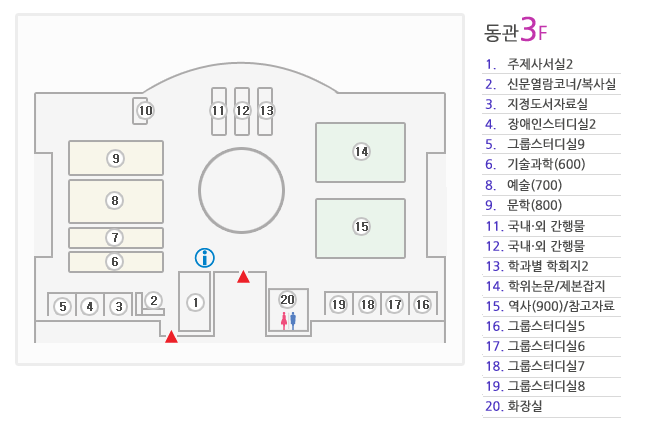 동관3F
1. 주제사서실2
2. 신문열람코너/복사실
3. 지정도서자료실
4. 장애인스터디실2
5. 그룹스터디실9
6. 기술과학(600)
8. 예술(700)
9. 문학(800)
11. 국내·외 간행물
12. 국내·외 간행물
13. 학과별 학회지2
14. 학위논문/제본잡지
15. 역사(900)/참고자료
16. 그룹스터디실5
17. 그룹스터디실6
18. 그룹스터디실7
19. 그룹스터디실8
20. 화장실
10
11 12 13
9
14
8
15
7
6
i
5 4 3 2 1
20
19 18 17 16